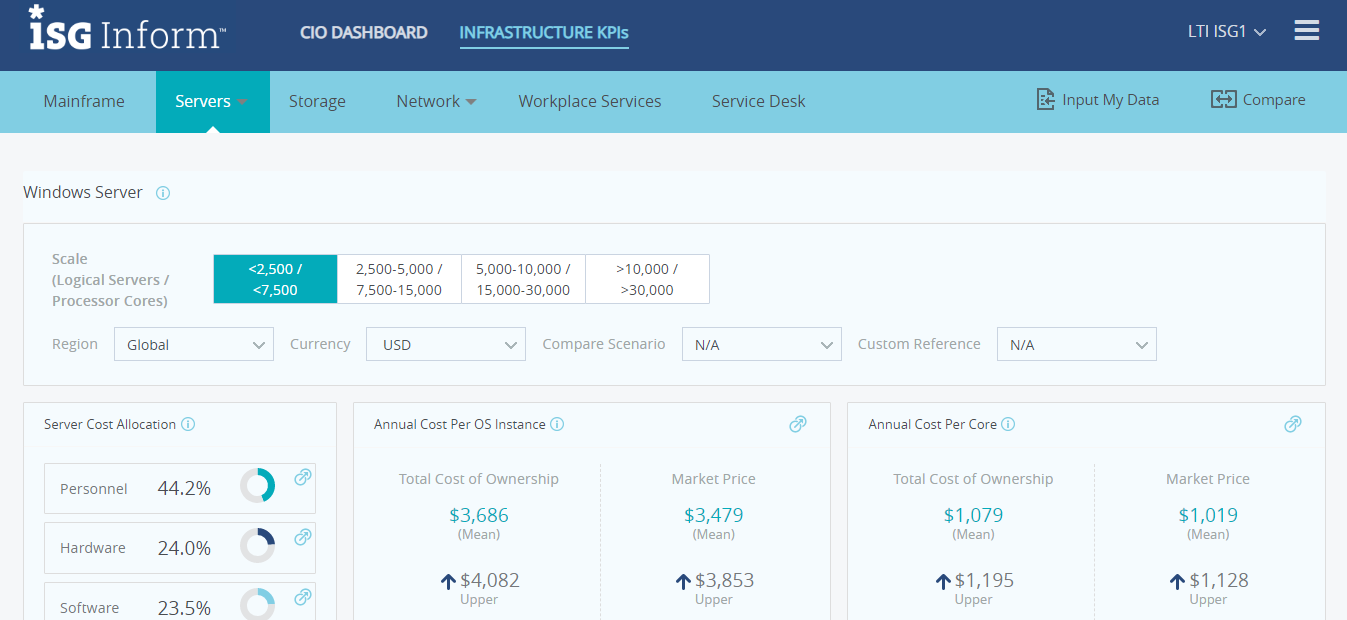 ISG Inform™
CIO DASHBOARD
INFRASTRUCTURE KPIs
LTI ISG1
Mainframe
Servers
Storage
Network
Workplace Services
Service Desk
Input My Data
Compare
Windows Server
Scale
(Logical Servers /
Processor Cores)
<2,500 /
<7,500
2,500-5,000 /
7,500-15,000
5,000-10,000 /
15,000-30,000
>10,000 /
>30,000
Region
Global
Currency
USD
Compare Scenario
N/A
Custom Reference
N/A
Server Cost Allocation
Personnel 44.2%
Hardware 24.0%
Software 23.5%
Annual Cost Per OS Instance
Total Cost of Ownership
$3,686
(Mean)
$4,082
Upper
Market Price
$3,479
(Mean)
$3,853
Upper
Annual Cost Per Core
Total Cost of Ownership
$1,079
(Mean)
$1,195
Upper
Market Price
$1,019
(Mean)
$1,128
Upper